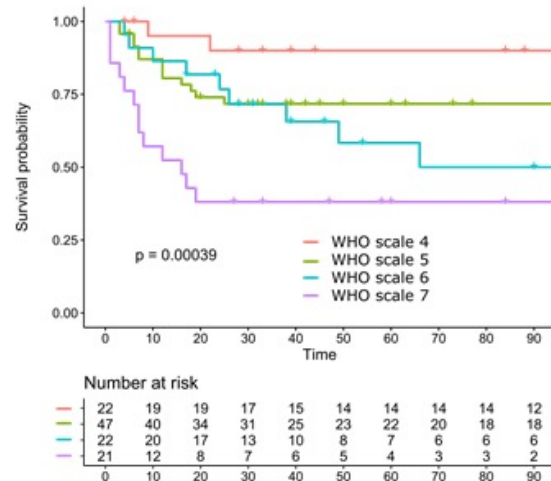 1.00
0.75
0.50
0.25
0.00
Survival probability
p = 0.00039
WHO scale 4
WHO scale 5
WHO scale 6
WHO scale 7
0 10 20 30 40 50 60 70 80 90
Time
Number at risk
22 19 19 17 15 14 14 14 14 12
47 40 34 31 25 23 22 20 18 18
22 20 17 13 10 8 7 6 6 6
21 12 8 7 6 5 4 3 3 2
0 10 20 30 40 50 60 70 80 90